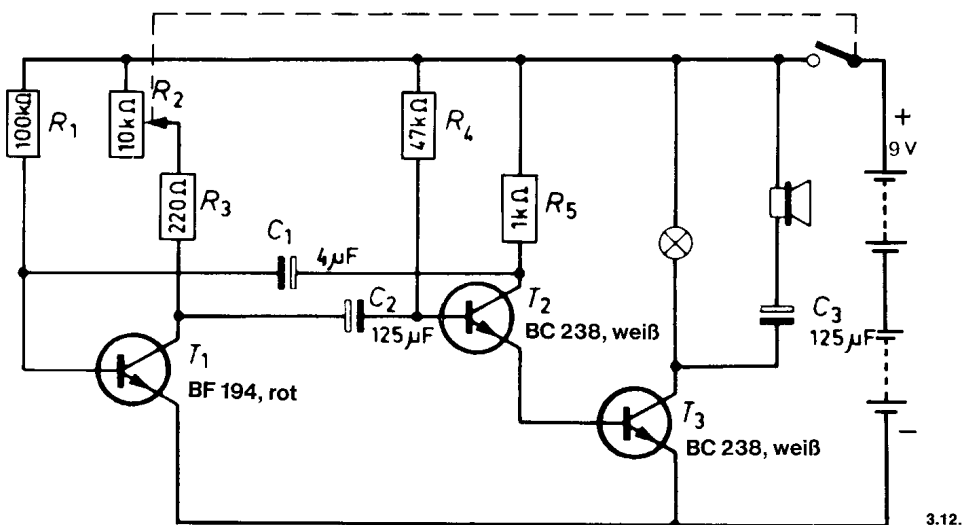 100kΩ
R1
10kΩ
R2
220Ω
R3
47kΩ
R4
1kΩ
R5
C1
4µF
C2
125µF
T1
BF 194, rot
T2
BC 238, weiß
T3
BC 238, weiß
C3
125µF
+
9V
−
3.12.